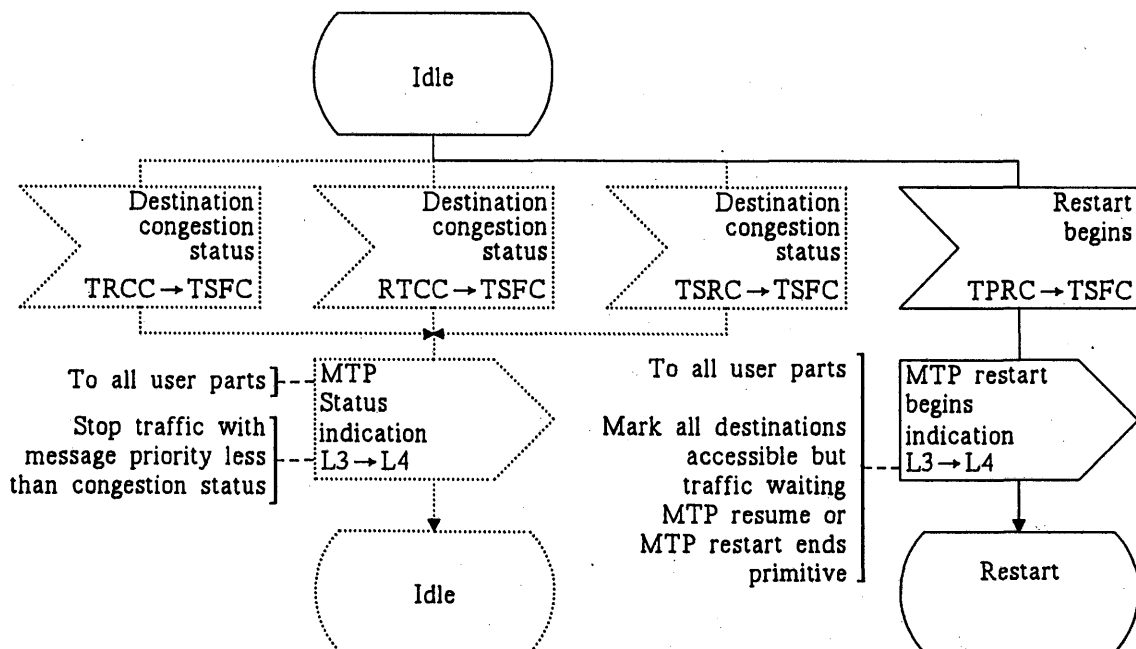 Idle
Destination
congestion
status
TRCC → TSFC
Destination
congestion
status
RTCC → TSFC
Destination
congestion
status
TSRC → TSFC
Restart
begins
TPRC → TSFC
To all user parts
Stop traffic with
message priority less
than congestion status
MTP
Status
indication
L3 → L4
To all user parts
Mark all destinations
accessible but
traffic waiting
MTP resume or
MTP restart ends
primitive
MTP restart
begins
indication
L3 → L4
Idle
Restart